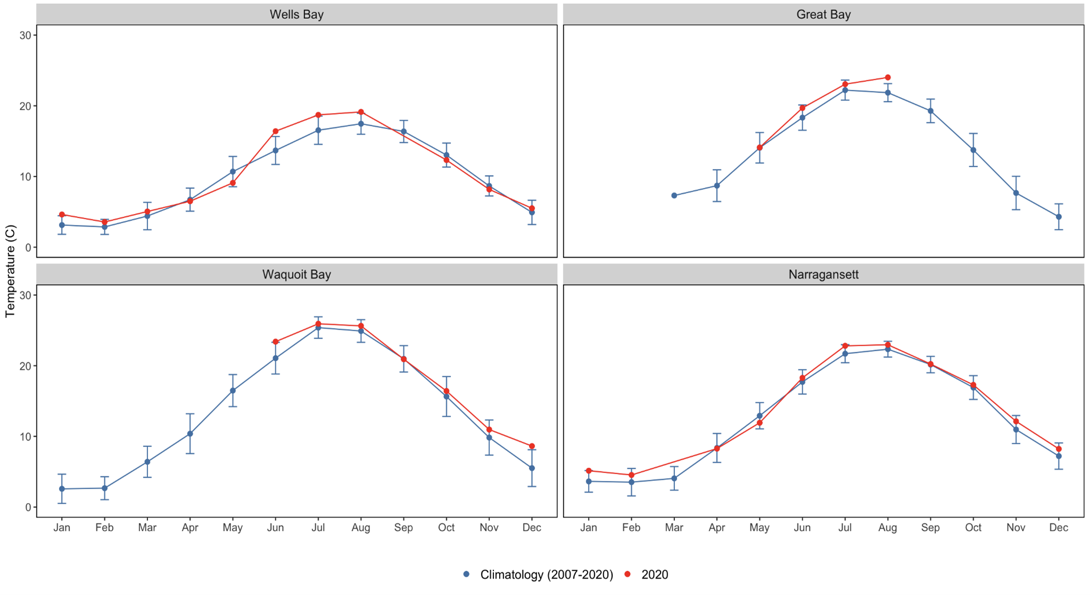 Wells Bay
Great Bay
30
20
10
0
Temperature (C)
Waquoit Bay
Narragansett
30
20
10
0
Jan Feb Mar Apr May Jun Jul Aug Sep Oct Nov Dec
Jan Feb Mar Apr May Jun Jul Aug Sep Oct Nov Dec
Climatology (2007-2020) 2020